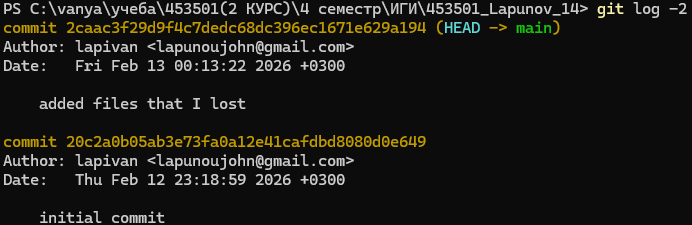 PS C:\vanya\учеба\453501(2 КУРС)\4 семестр\ИГИ\453501_Lapunov_14> git log -2
commit 2caac3f29d9f4c7dedc68dc396ec1671e629a194 (HEAD -> main)
Author: lapivan <lapunoujohn@gmail.com>
Date:   Fri Feb 13 00:13:22 2026 +0300
    added files that I lost
commit 20c2a0b05ab3e73fa0a12e41cafdbd8080d0e649
Author: lapivan <lapunoujohn@gmail.com>
Date:   Thu Feb 12 23:18:59 2026 +0300
    initial commit